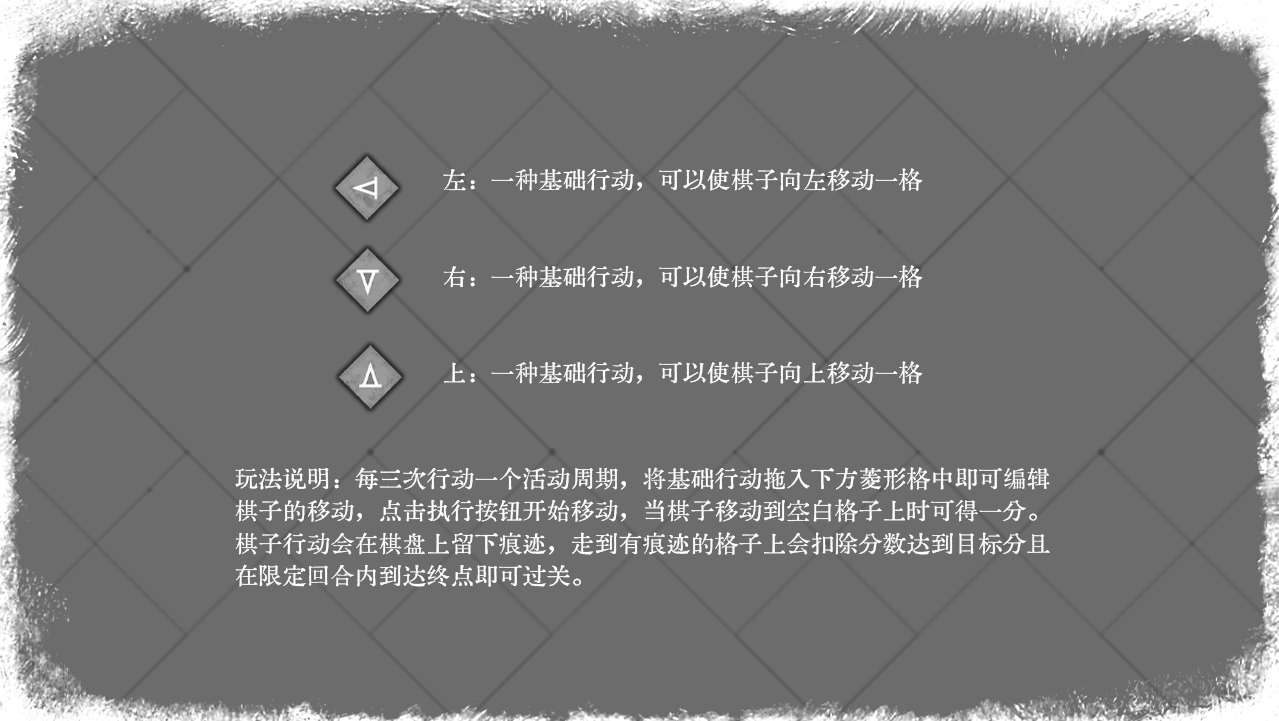 左：一种基础行动，可以使棋子向左移动一格
右：一种基础行动，可以使棋子向右移动一格
上：一种基础行动，可以使棋子向上移动一格
玩法说明：每三次行动一个活动周期，将基础行动拖入下方菱形格中即可编辑
棋子的移动，点击执行按钮开始移动，当棋子移动到空白格子上时可得一分。
棋子行动会在棋盘上留下痕迹，走到有痕迹的格子上会扣除分数达到目标分且
在限定回合内到达终点即可过关。